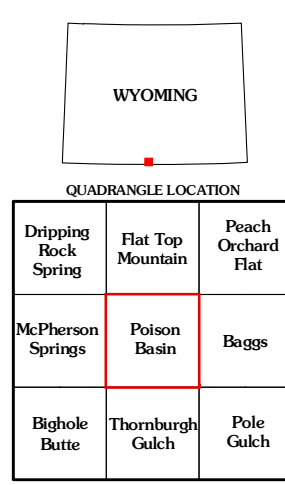 WYOMING
QUADRANGLE LOCATION
Dripping
Rock
Spring
Flat Top
Mountain
Peach
Orchard
Flat
McPherson
Springs
Poison
Basin
Baggs
Bighole
Butte
Thornburgh
Gulch
Pole
Gulch